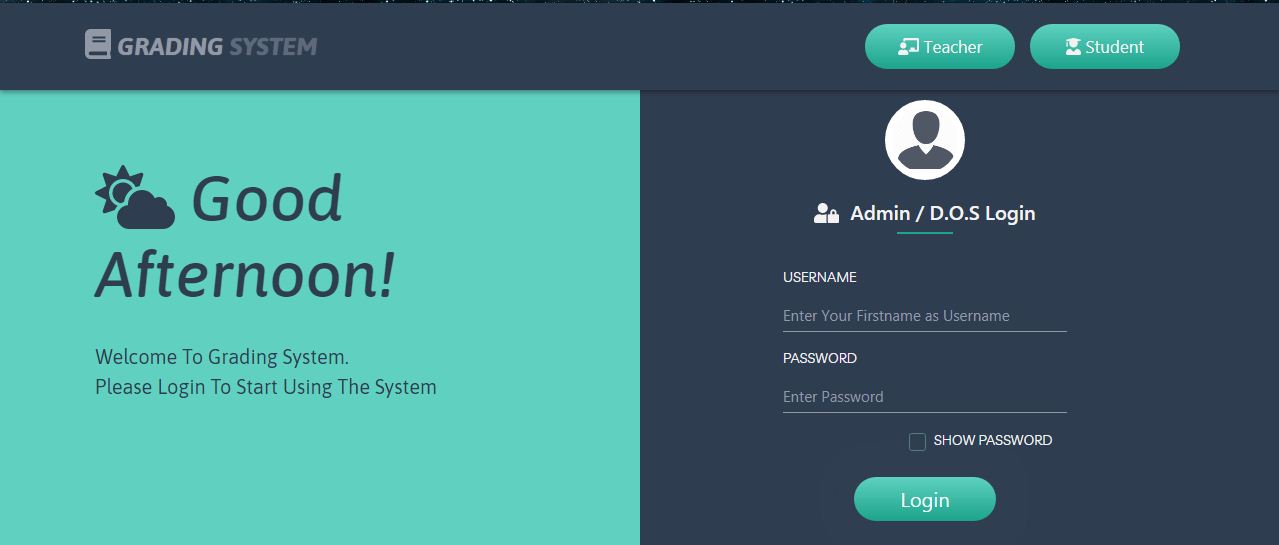 GRADING SYSTEM
Teacher
Student
Good
Afternoon!
Welcome To Grading System.
Please Login To Start Using The System
Admin / D.O.S Login
USERNAME
Enter Your Firstname as Username
PASSWORD
Enter Password
SHOW PASSWORD
Login